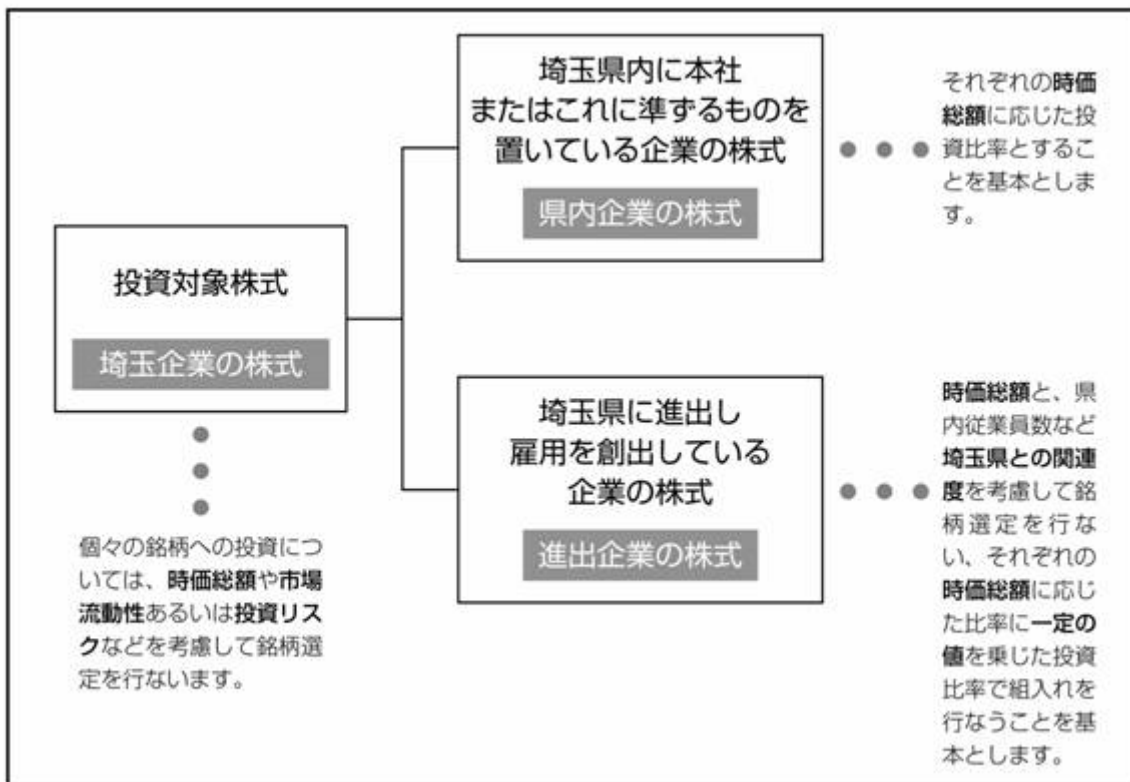 投資対象株式
埼玉企業の株式
個々の銘柄への投資につ
いては、時価総額や市場
流動性あるいは投資リス
クなどを考慮して銘柄選
定を行ないます。
埼玉県内に本社
またはこれに準ずるものを
置いている企業の株式
県内企業の株式
それぞれの時価
総額に応じた投
資比率とするこ
とを基本としま
す。
埼玉県に進出し
雇用を創出している
企業の株式
進出企業の株式
時価総額と、県
内従業員数など
埼玉県との関連
度を考慮して銘
柄選定を行な
い、それぞれの
時価総額に応じ
た比率に一定の
値を乗じた投資
比率で組入れを
行なうことを基
本とします。